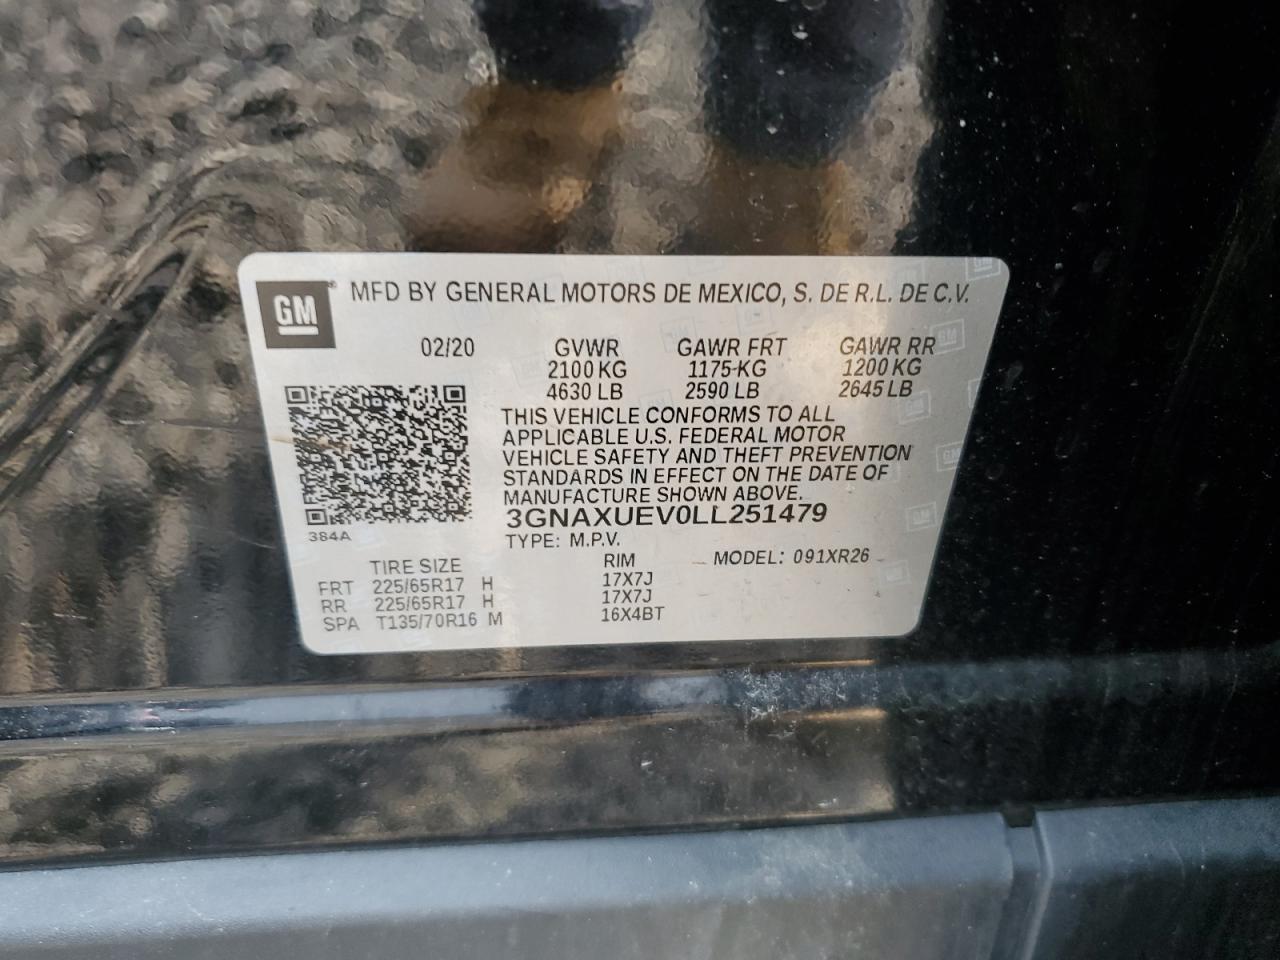 GM
MFD BY GENERAL MOTORS DE MEXICO, S. DE R.L. DE C.V.
02/20 GVWR GAWR FRT GAWR RR
2100 KG 1175 KG 1200 KG
4630 LB 2590 LB 2645 LB
THIS VEHICLE CONFORMS TO ALL
APPLICABLE U.S. FEDERAL MOTOR
VEHICLE SAFETY AND THEFT PREVENTION
STANDARDS IN EFFECT ON THE DATE OF
MANUFACTURE SHOWN ABOVE.
3GNAXUEV0LL251479
384A
TYPE: M.P.V.
TIRE SIZE RIM MODEL: 091XR26
FRT 225/65R17 H 17X7J
RR 225/65R17 H 17X7J
SPA T135/70R16 M 16X4BT